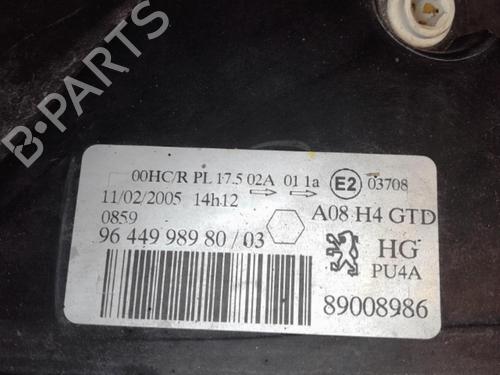 B-PARTS
00HC/R PL 17.5 02A 01 1a E2 03708
11/02/2005 14h12
0859 A08 H4 GTD
96 449 989 80 / 03 HG
PU4A
89008986